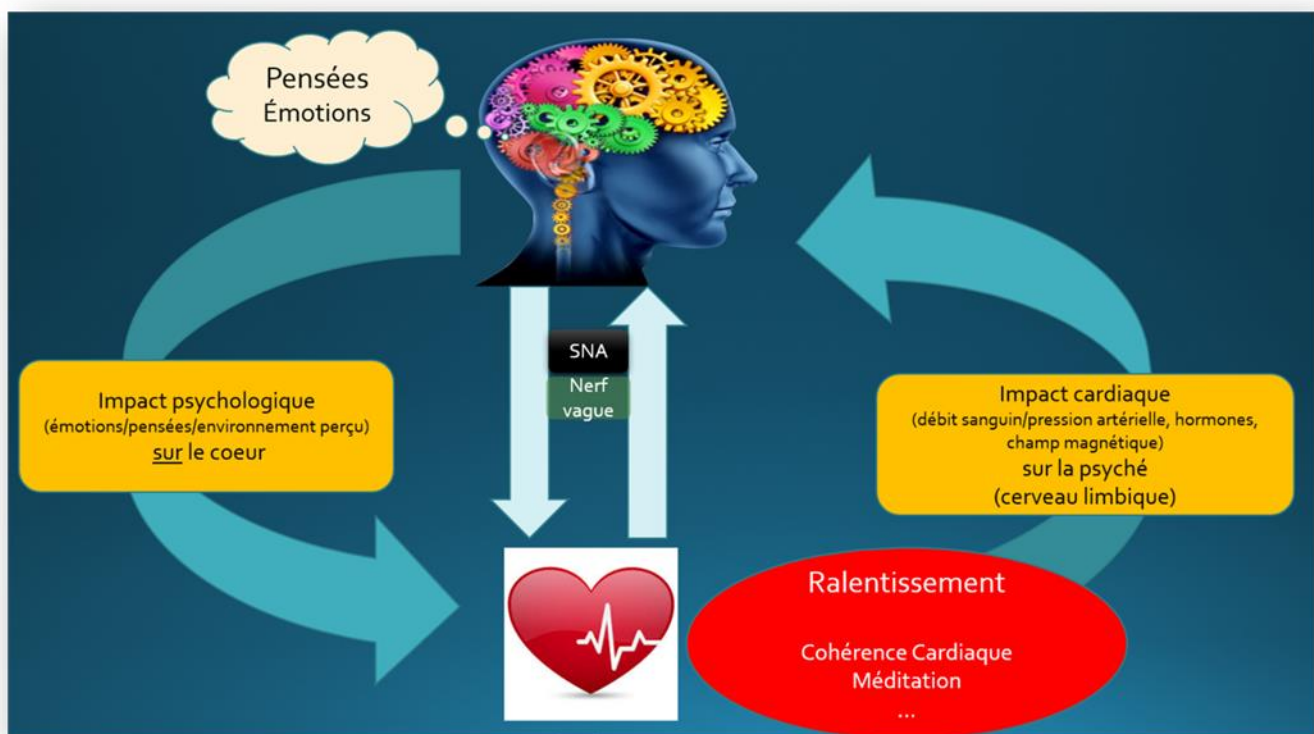 Pensées
Émotions
SNA
Nerf
vague
Impact psychologique
(émotions/pensées/environnement perçu)
sur le coeur
Impact cardiaque
(débit sanguin/pression artérielle, hormones,
champ magnétique)
sur la psyché
(cerveau limbique)
Ralentissement
Cohérence Cardiaque
Méditation
...